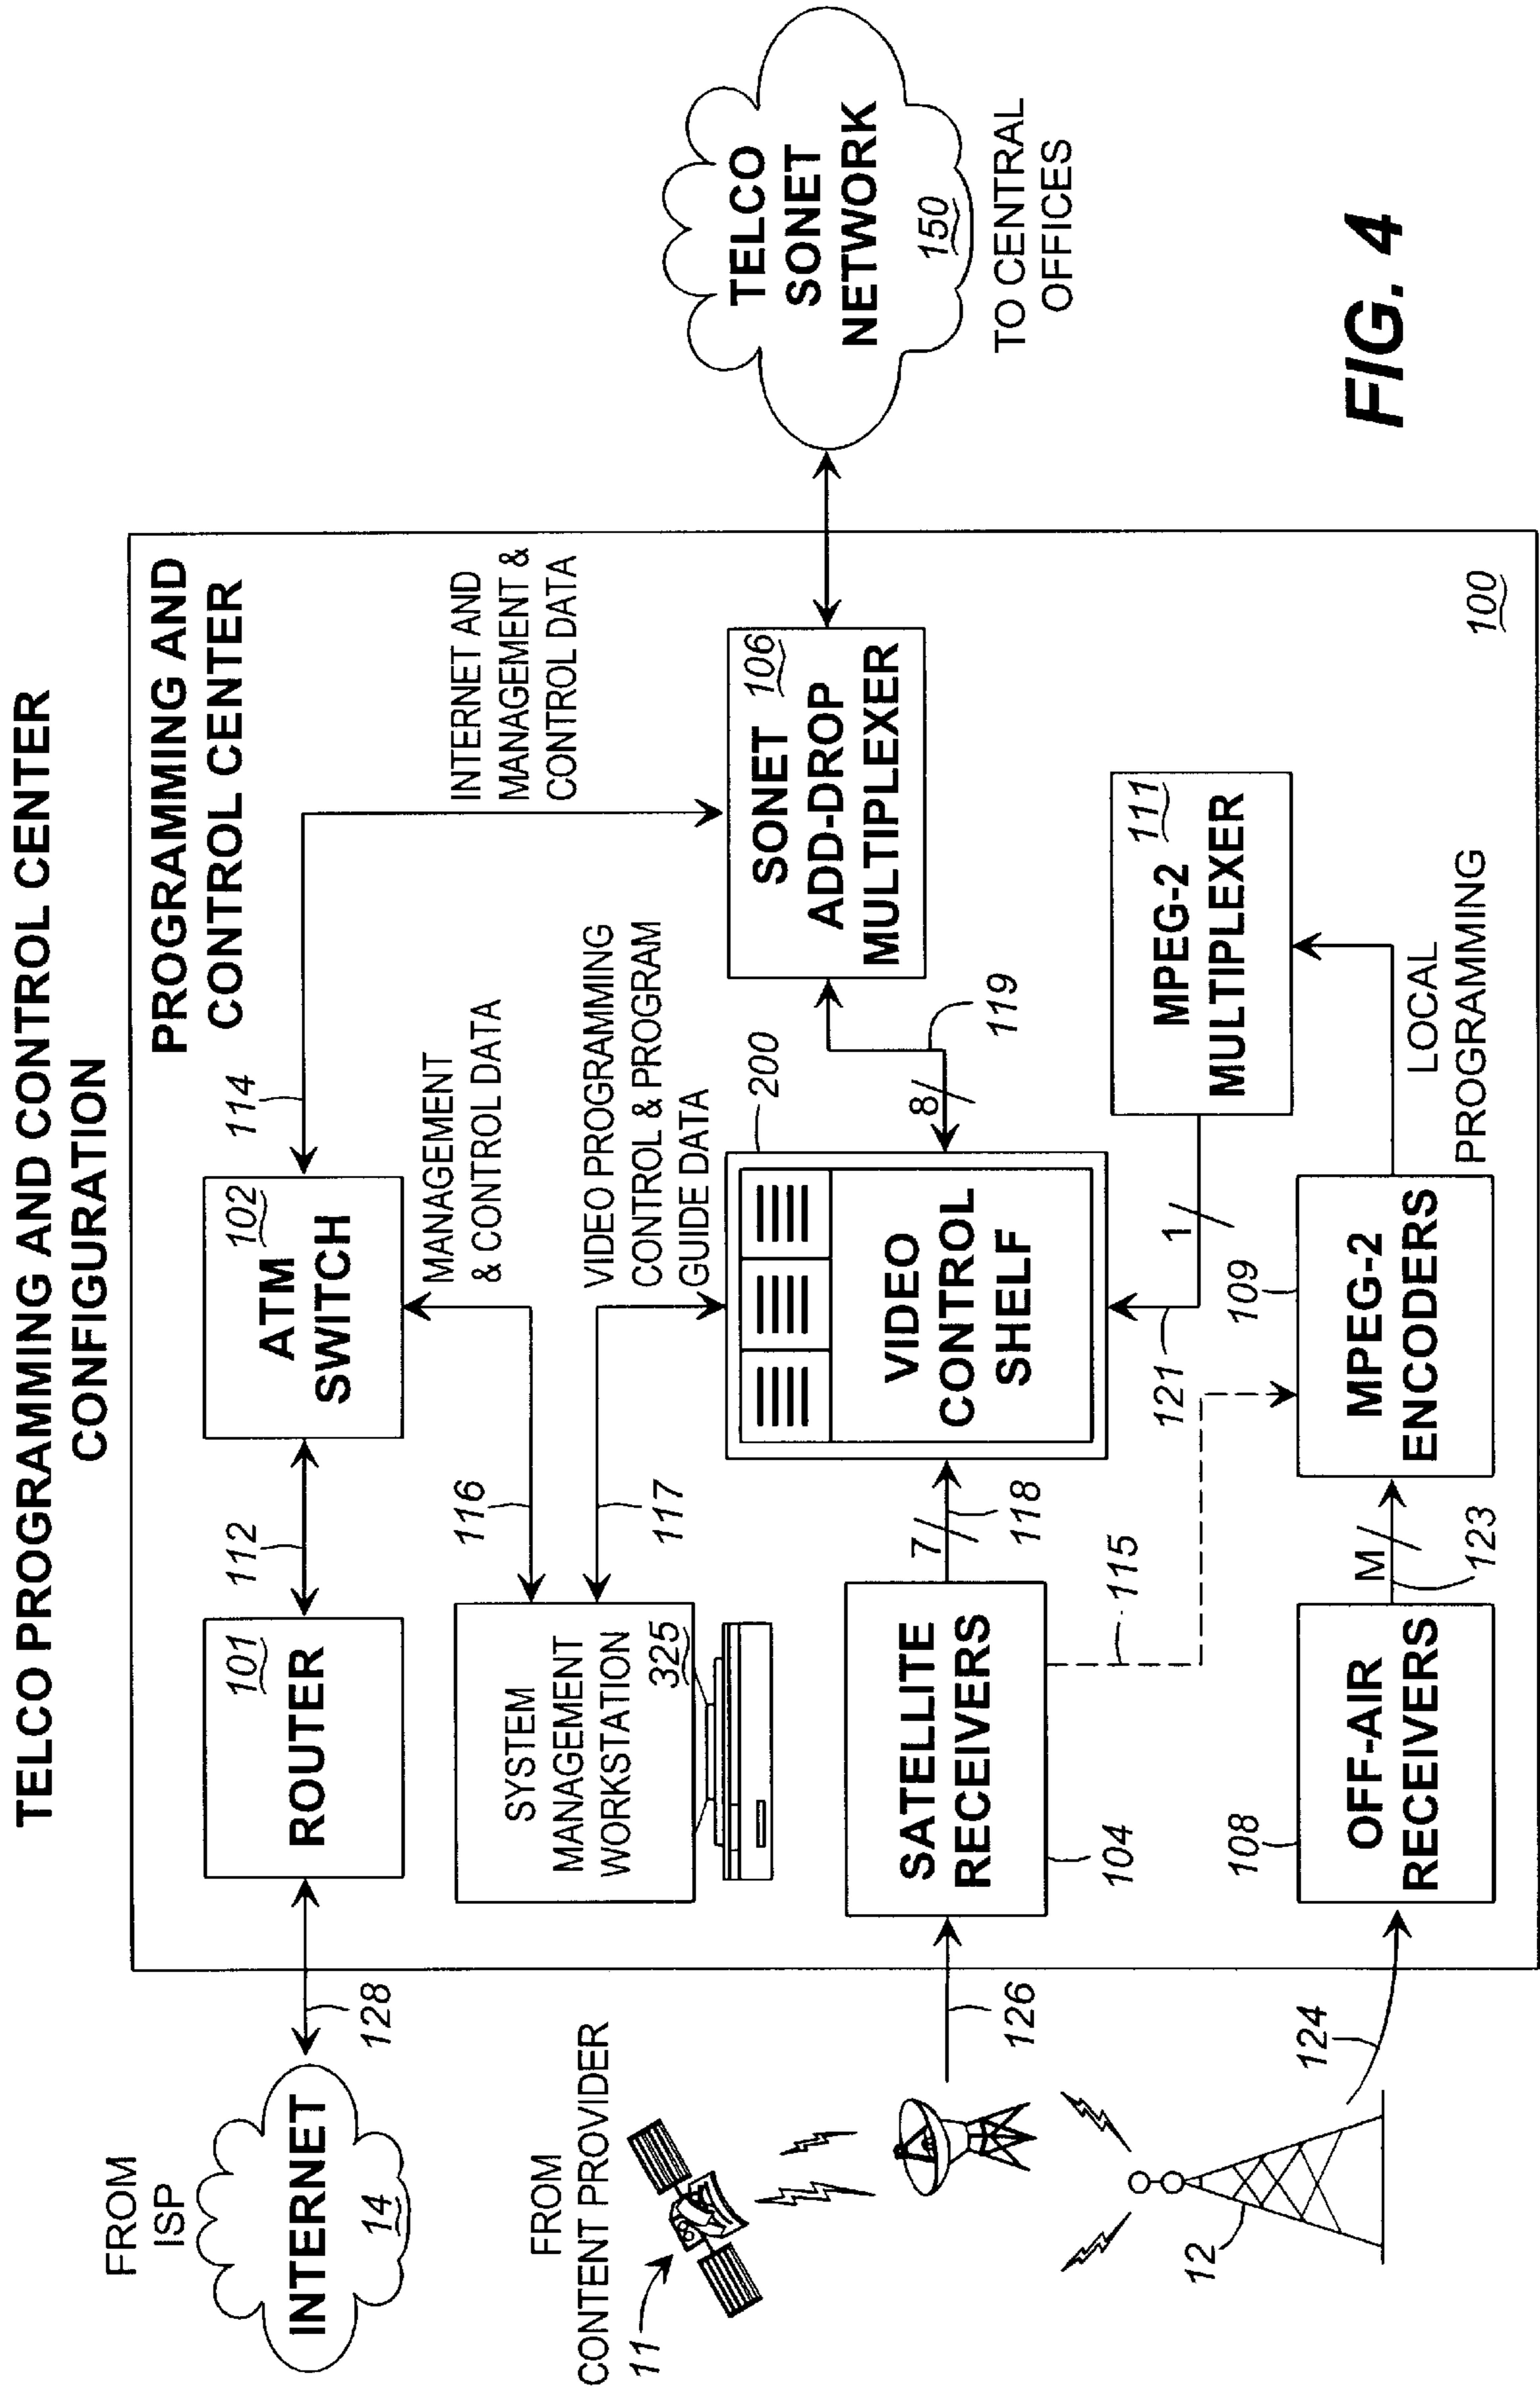 TELCO PROGRAMMING AND CONTROL CENTER
CONFIGURATION
PROGRAMMING AND
CONTROL CENTER
FROM
ISP
INTERNET
14
128
ROUTER
101
112
ATM
SWITCH
102
114
INTERNET AND
MANAGEMENT &
CONTROL DATA
MANAGEMENT
& CONTROL DATA
116
SYSTEM
MANAGEMENT
WORKSTATION
325
117
VIDEO PROGRAMMING
CONTROL & PROGRAM
GUIDE DATA
FROM
CONTENT PROVIDER
11
126
SATELLITE
RECEIVERS
104
7
118
115
VIDEO
CONTROL
SHELF
200
8
119
SONET
ADD-DROP
MULTIPLEXER
106
TELCO
SONET
NETWORK
150
TO CENTRAL
OFFICES
12
124
OFF-AIR
RECEIVERS
108
M
123
MPEG-2
ENCODERS
109
121
1
MPEG-2
MULTIPLEXER
111
LOCAL
PROGRAMMING
100
FIG. 4